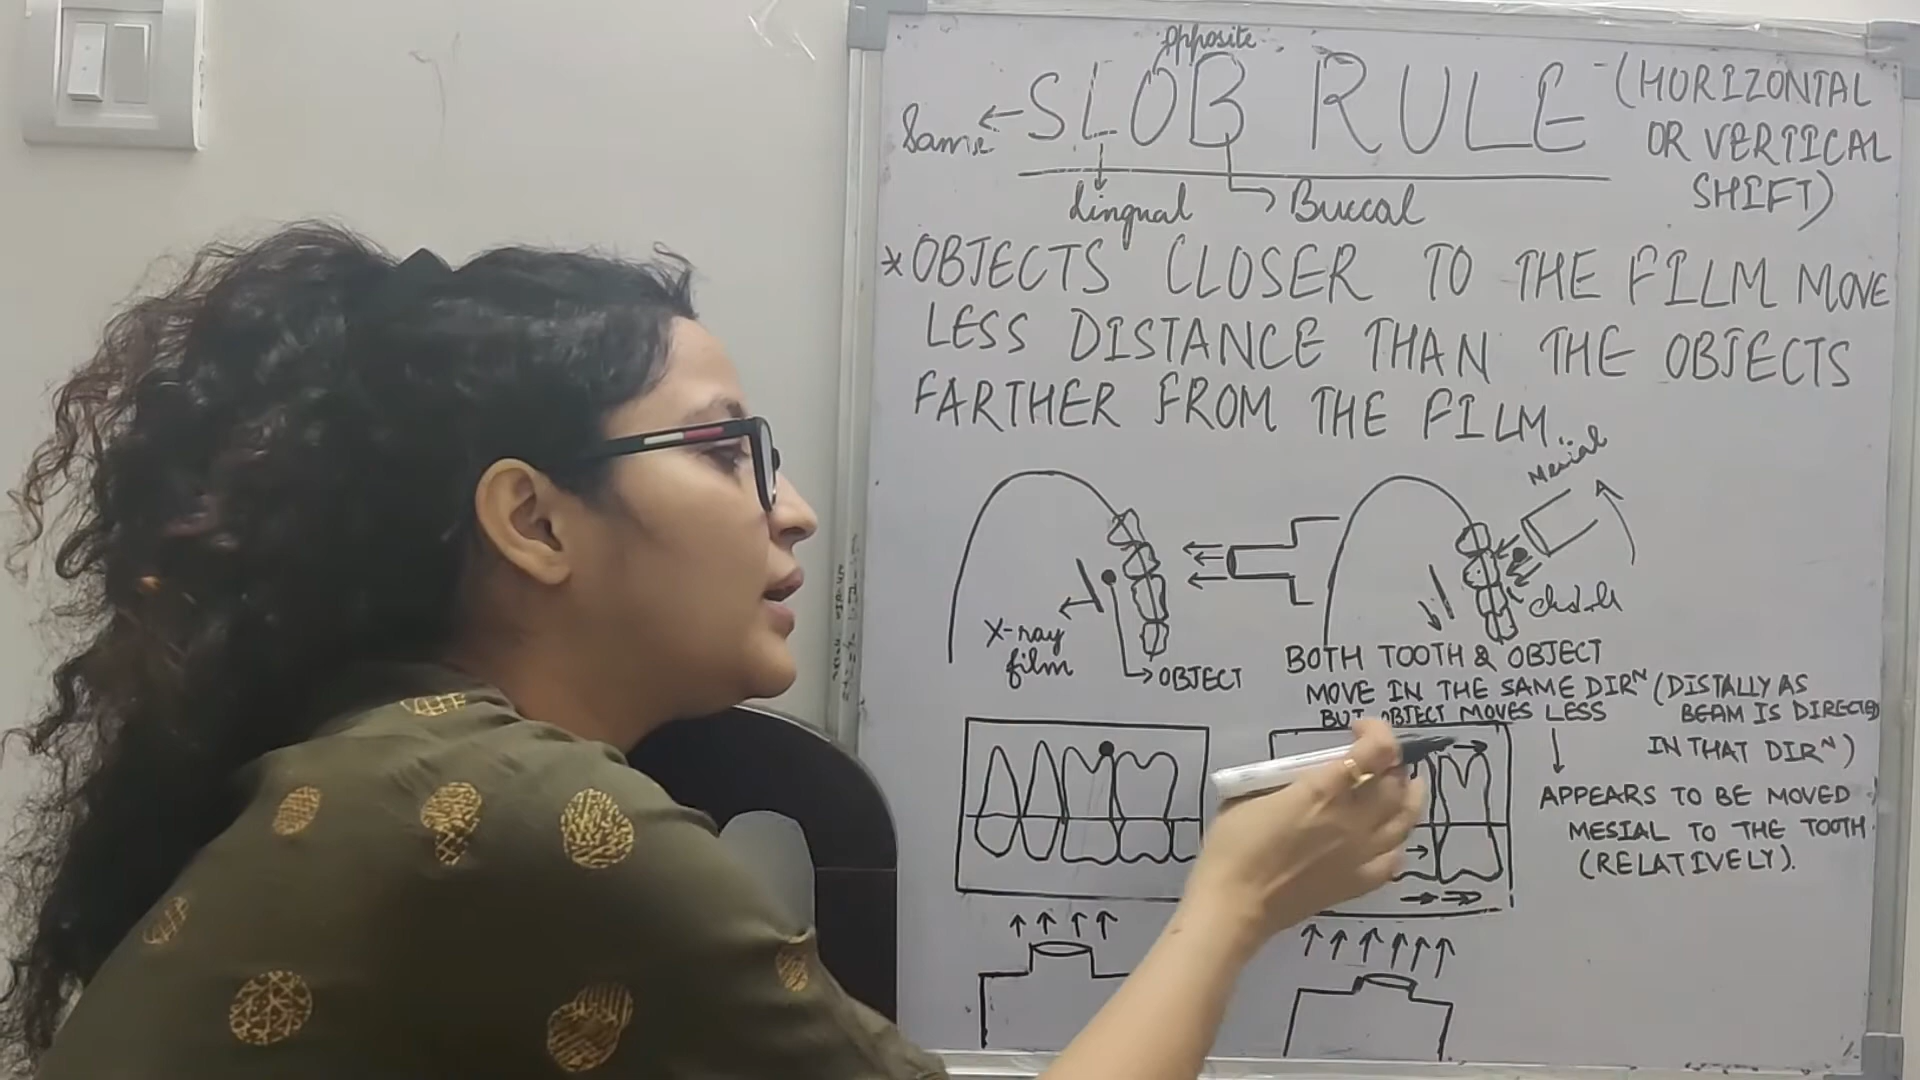 Opposite
SLOB RULE - (HORIZONTAL
OR VERTICAL
SHIFT)
Same
Lingual
Buccal
*OBJECTS CLOSER TO THE FILM MOVE
LESS DISTANCE THAN THE OBJECTS
FARTHER FROM THE FILM.
Mesial
X-ray
film
OBJECT
BOTH TOOTH & OBJECT
MOVE IN THE SAME DIRᴺ (DISTALLY AS
BUT OBJECT MOVES LESS BEAM IS DIRECTED
IN THAT DIRᴺ)
APPEARS TO BE MOVED
MESIAL TO THE TOOTH
(RELATIVELY).